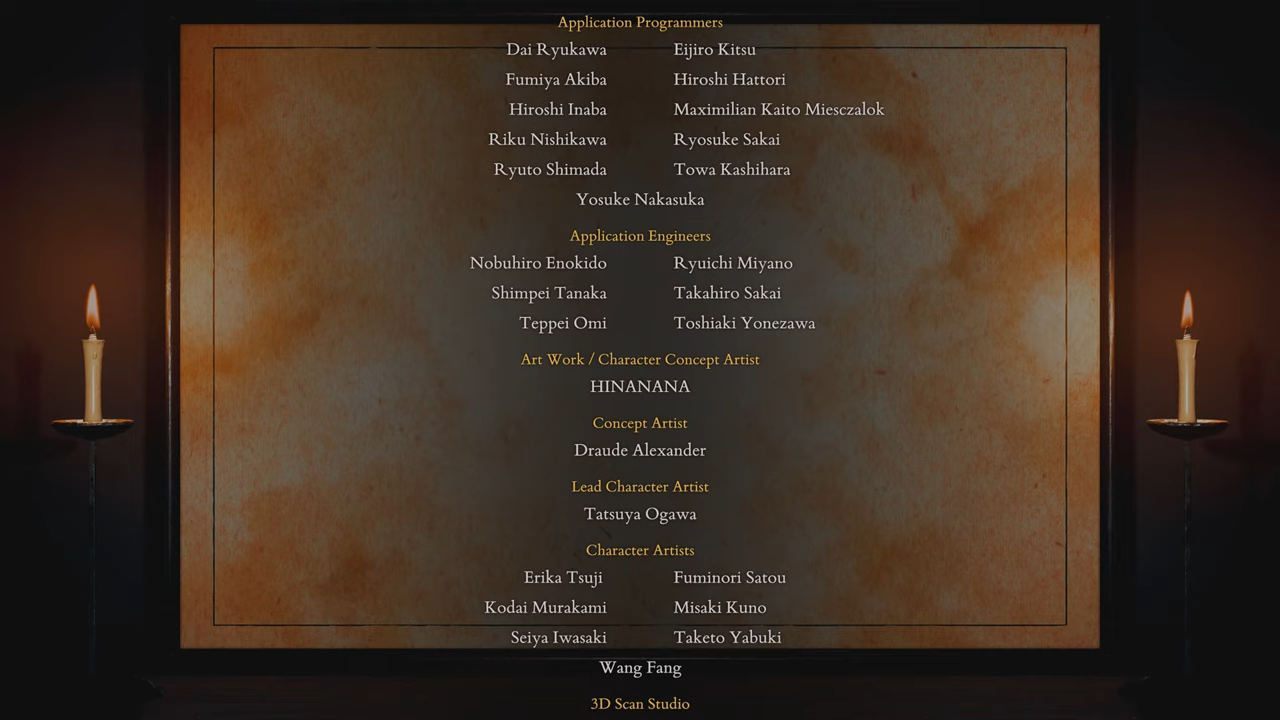 Application Programmers
Dai Ryukawa Eijiro Kitsu
Fumiya Akiba Hiroshi Hattori
Hiroshi Inaba Maximilian Kaito Miesczalok
Riku Nishikawa Ryosuke Sakai
Ryuto Shimada Towa Kashihara
Yosuke Nakasuka
Application Engineers
Nobuhiro Enokido Ryuichi Miyano
Shimpei Tanaka Takahiro Sakai
Teppei Omi Toshiaki Yonezawa
Art Work / Character Concept Artist
HINANANA
Concept Artist
Draude Alexander
Lead Character Artist
Tatsuya Ogawa
Character Artists
Erika Tsuji Fuminori Satou
Kodai Murakami Misaki Kuno
Seiya Iwasaki Taketo Yabuki
Wang Fang
3D Scan Studio